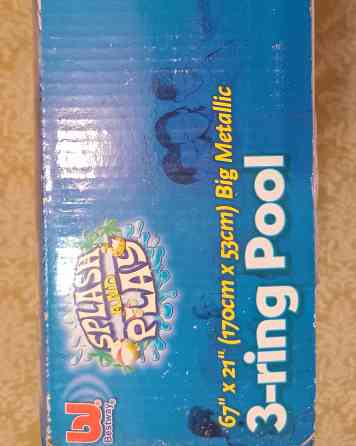 Bestway®
SPLASH
and
PLAY
67" x 21" (170cm x 53cm) Big Metallic
3-ring Pool